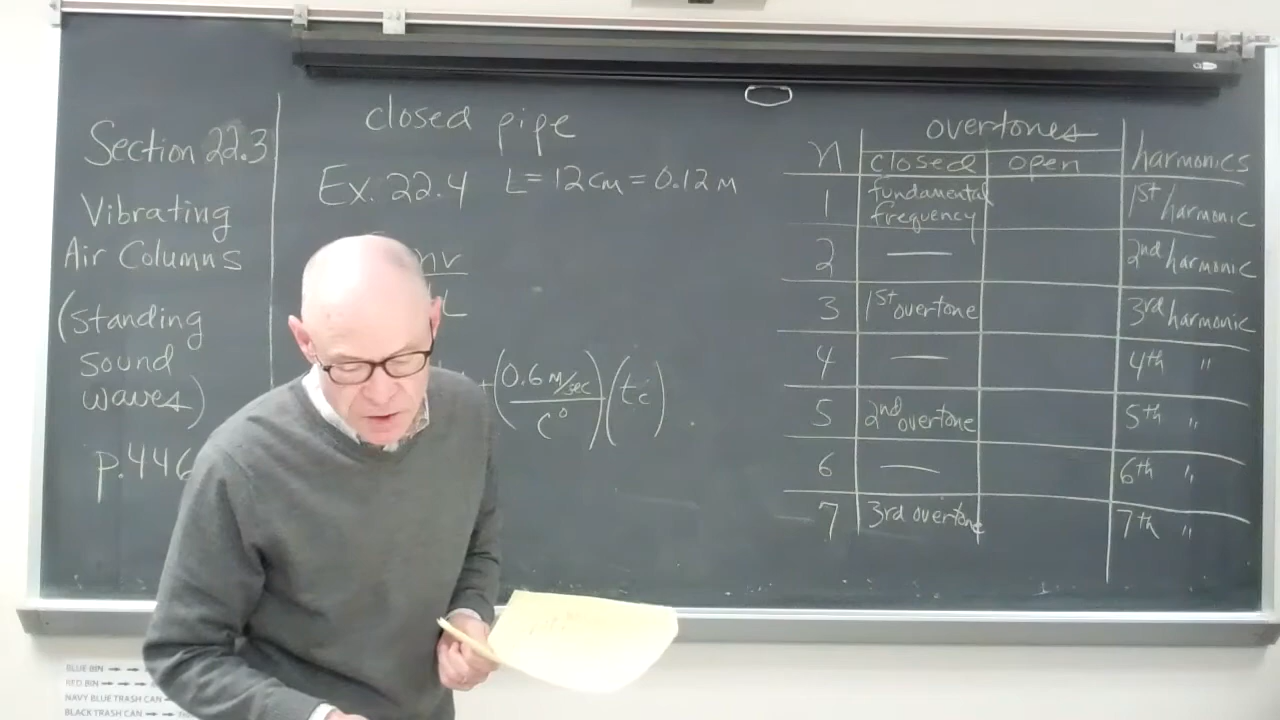 Section 22.3
Vibrating
Air Columns
(standing
sound
waves)
p.446
closed pipe
Ex. 22.4 L = 12 cm = 0.12 m
nv
L
+ (0.6 m/sec / C°) (tc)
overtones
n closed open harmonics
1 fundamental frequency 1st harmonic
2 — 2nd harmonic
3 1st overtone 3rd harmonic
4 — 4th "
5 2nd overtone 5th "
6 — 6th "
7 3rd overtone 7th "
BLUE BIN
RED BIN
NAVY BLUE TRASH CAN
BLACK TRASH CAN